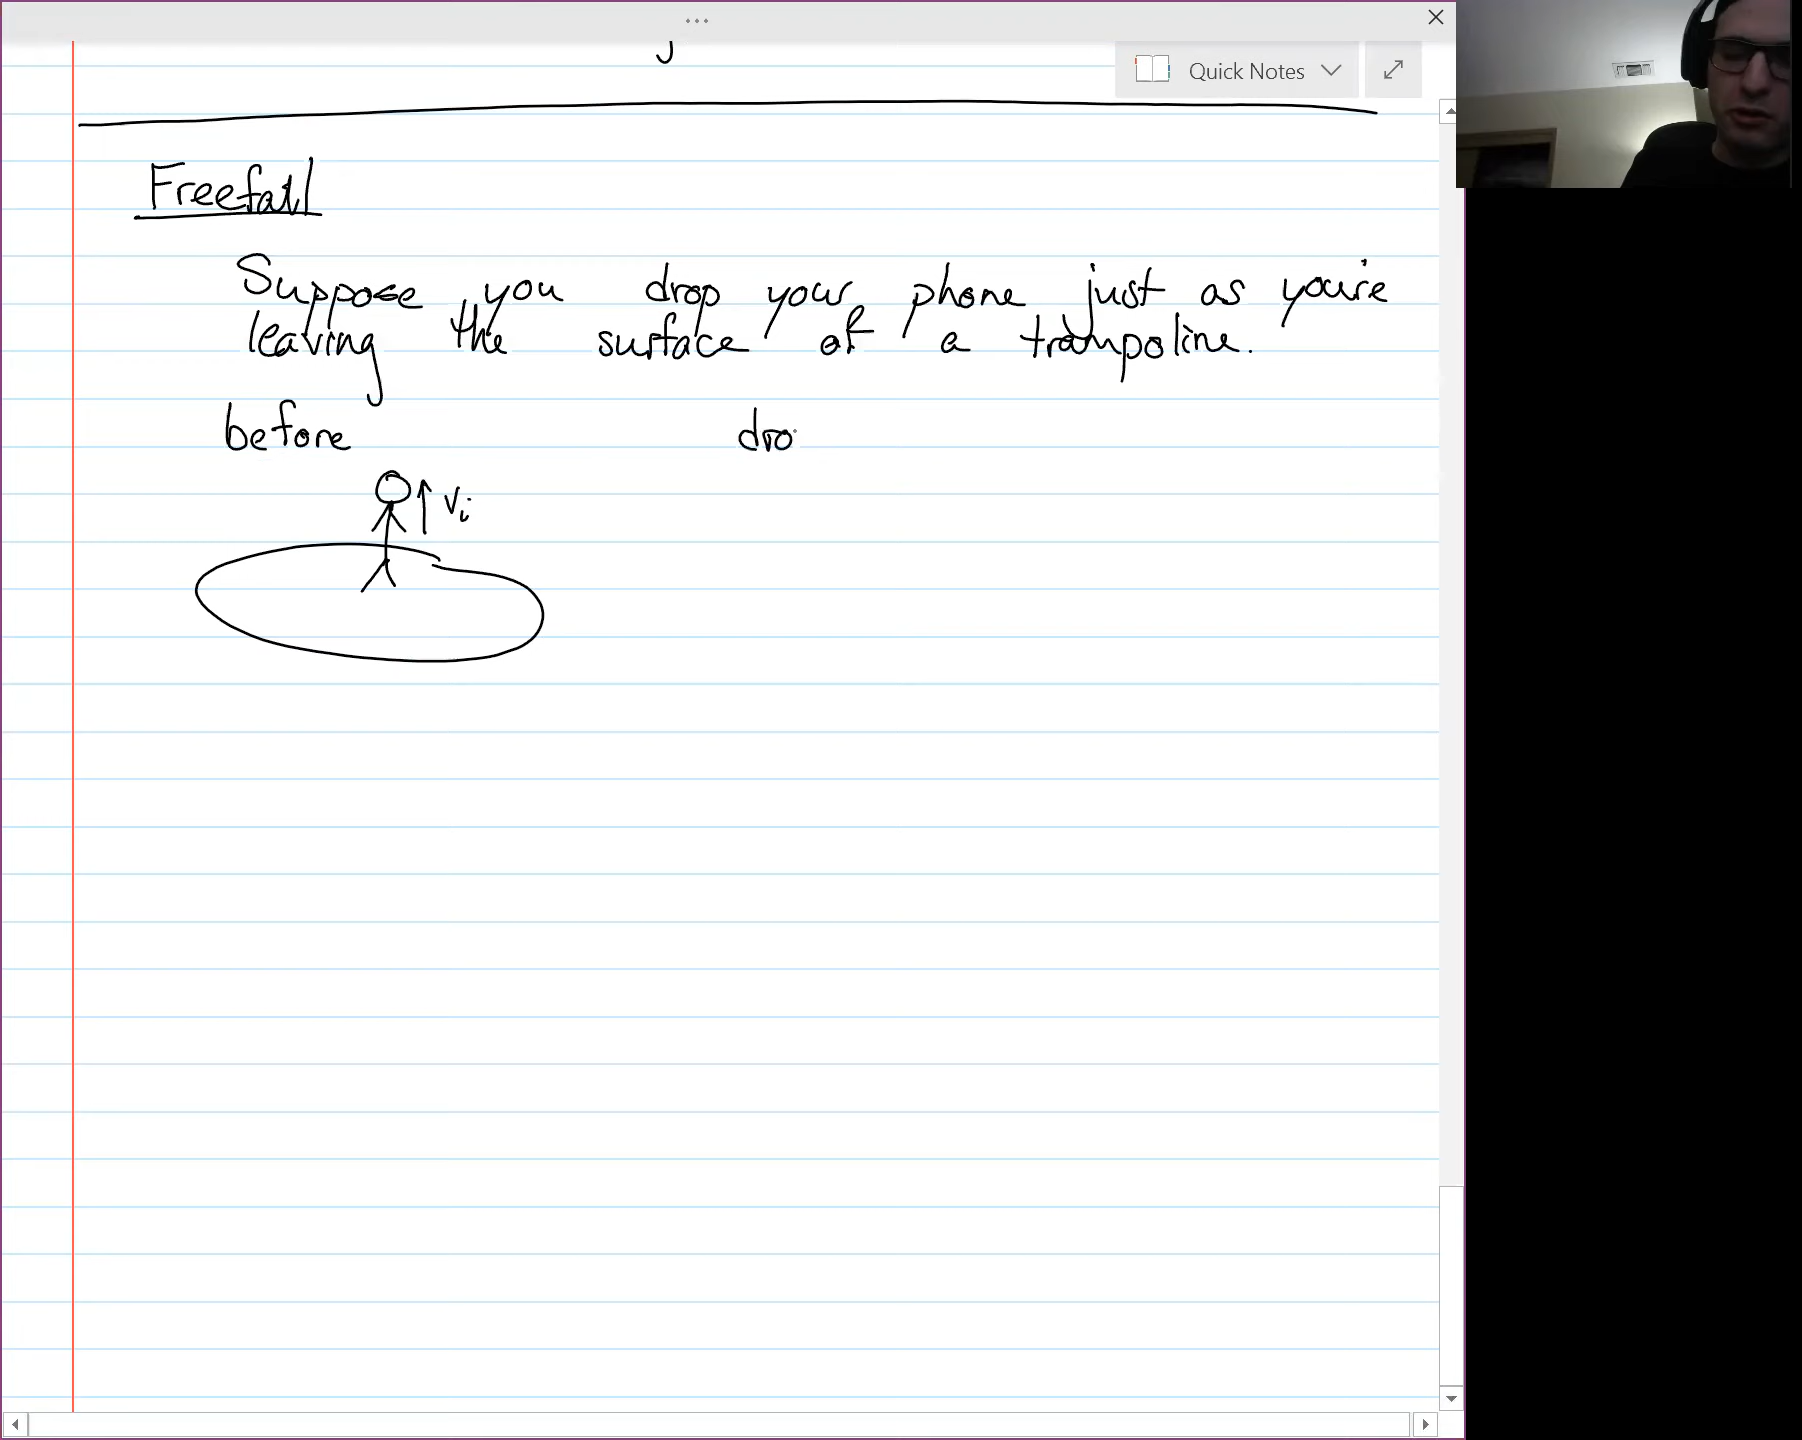 Quick Notes
Freefall
Suppose you drop your phone just as you're
leaving the surface of a trampoline.
before dro
vi